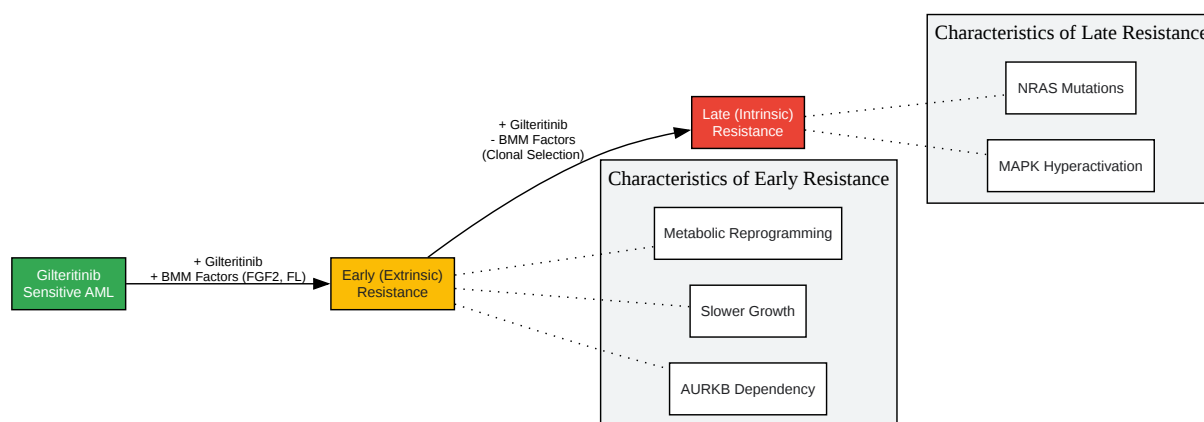 Gilteritinib
Sensitive AML
+ Gilteritinib
+ BMM Factors (FGF2, FL)
Early (Extrinsic)
Resistance
+ Gilteritinib
- BMM Factors
(Clonal Selection)
Late (Intrinsic)
Resistance
Characteristics of Early Resistance
Metabolic Reprogramming
Slower Growth
AURKB Dependency
Characteristics of Late Resistance
NRAS Mutations
MAPK Hyperactivation